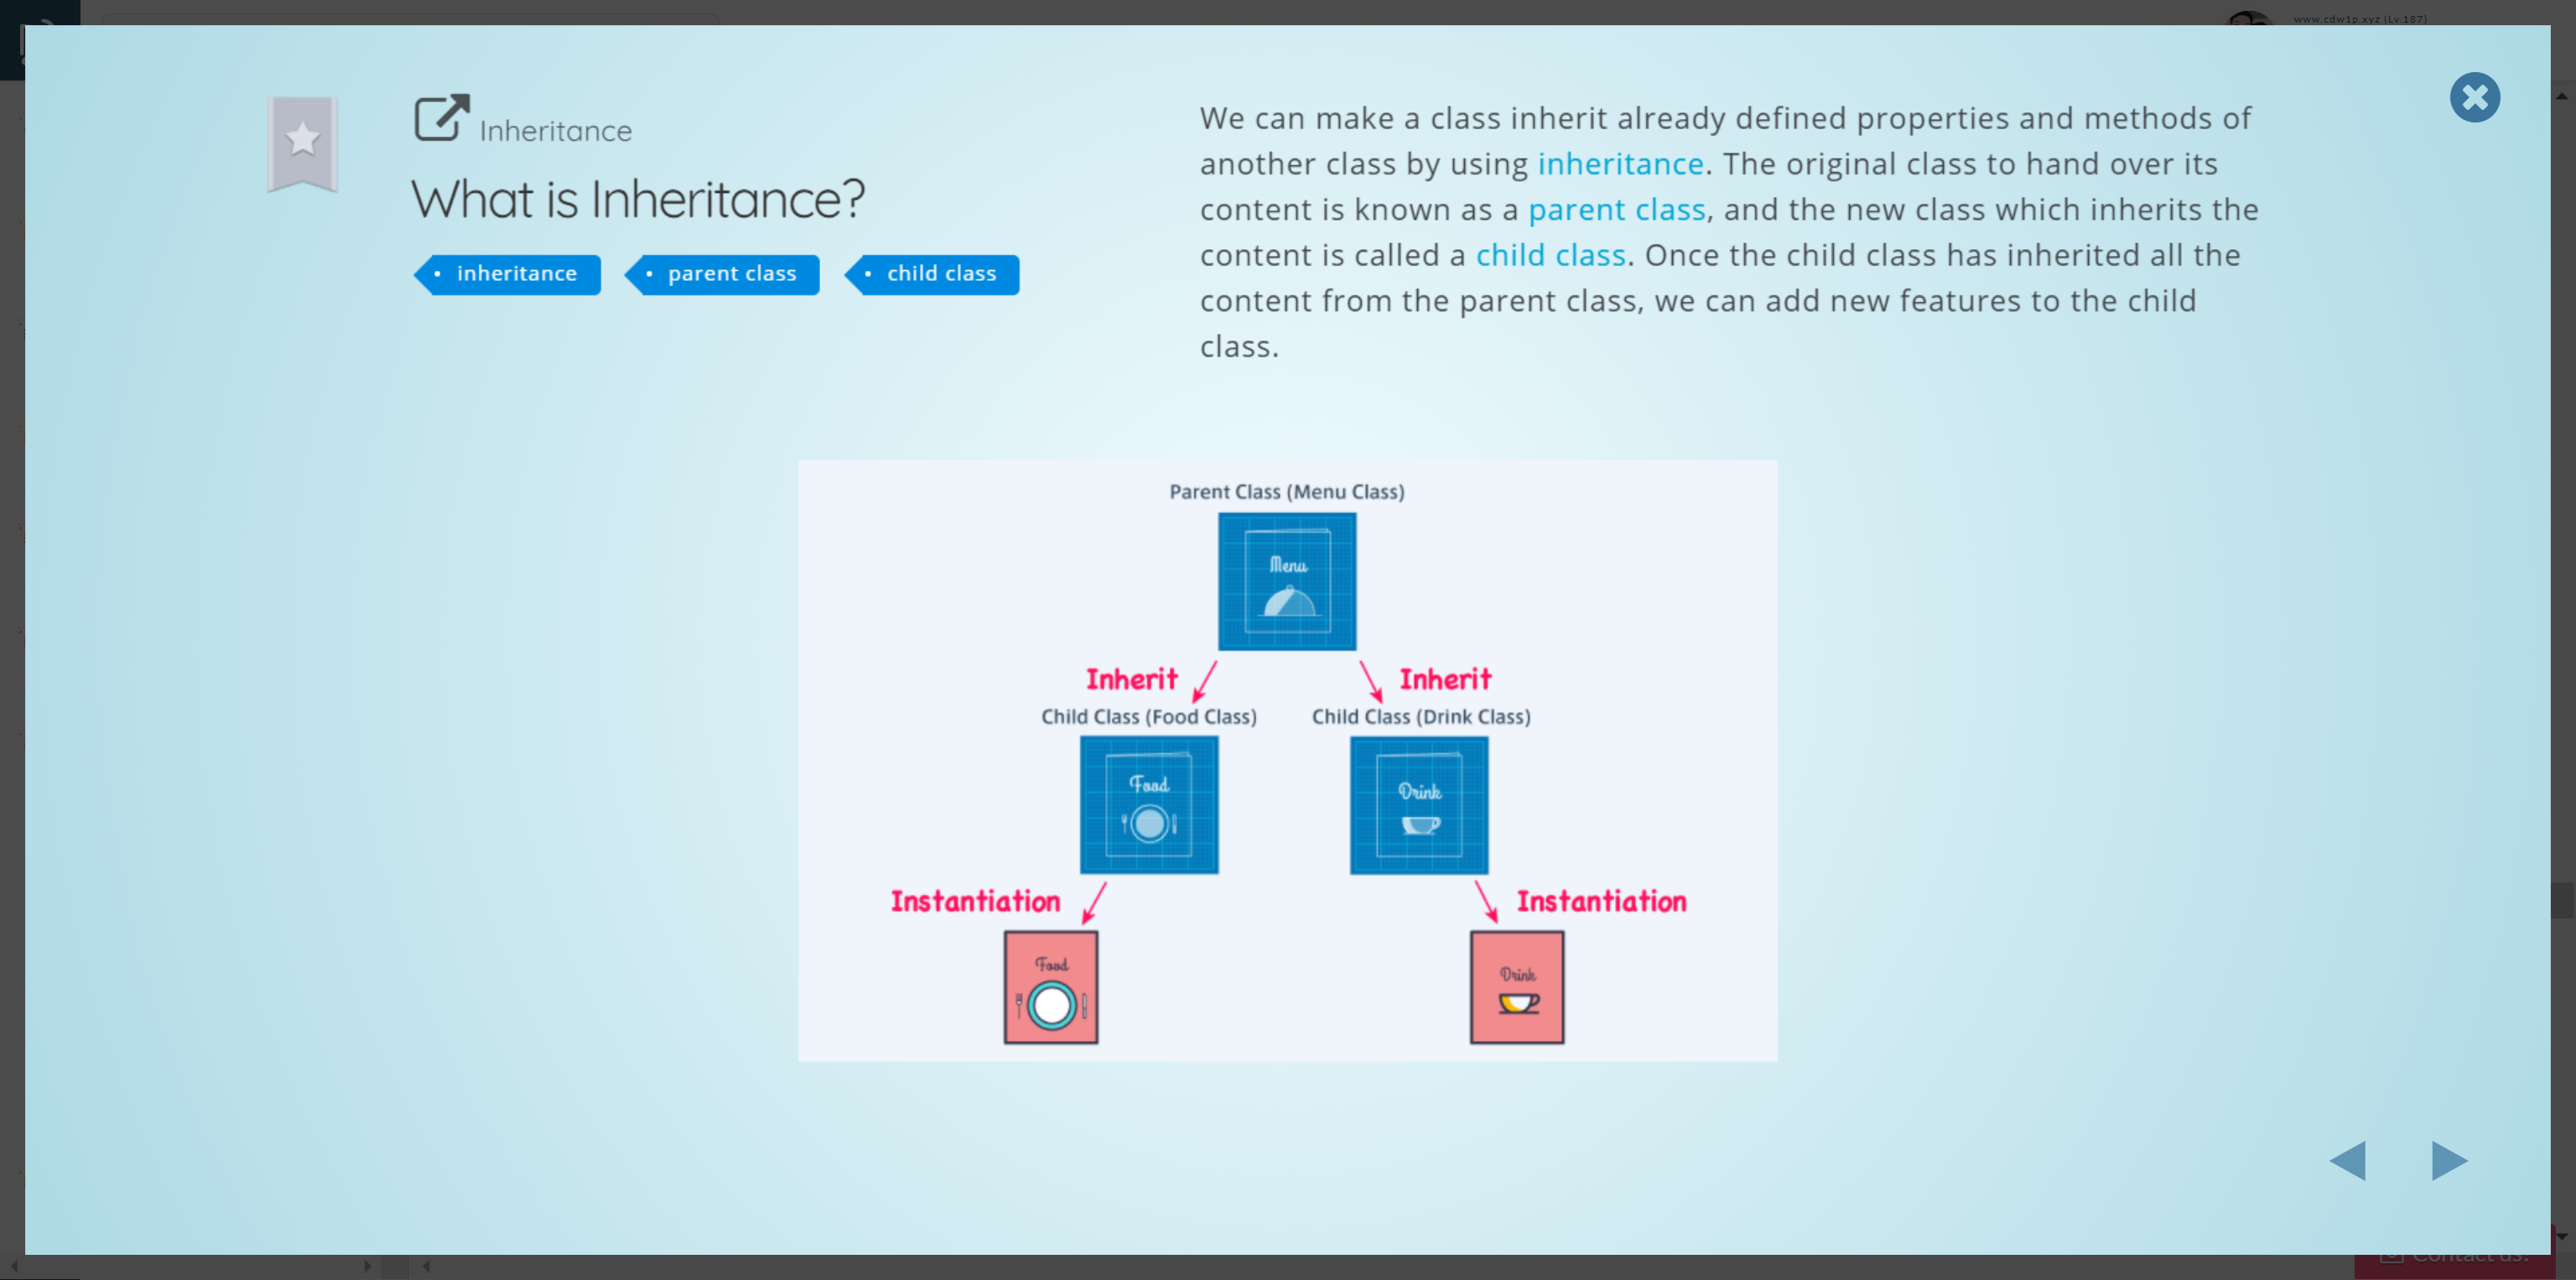 www.cdw1p.xyz (Lv.187)
Inheritance
What is Inheritance?
• inheritance
• parent class
• child class
We can make a class inherit already defined properties and methods of
another class by using inheritance. The original class to hand over its
content is known as a parent class, and the new class which inherits the
content is called a child class. Once the child class has inherited all the
content from the parent class, we can add new features to the child
class.
Parent Class (Menu Class)
Menu
Inherit
Inherit
Child Class (Food Class)
Child Class (Drink Class)
Food
Drink
Instantiation
Instantiation
Food
Drink
Contact us!